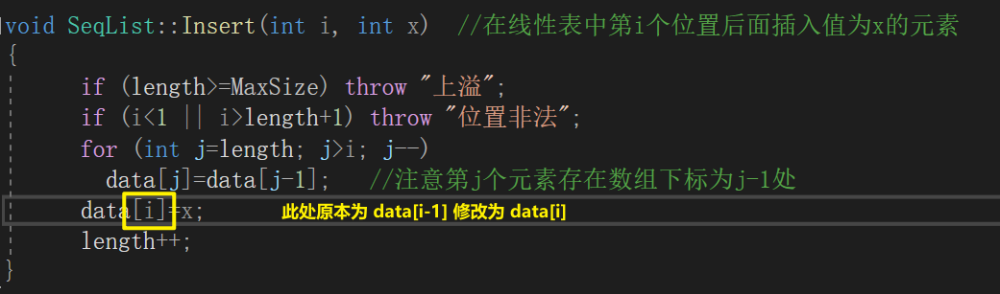 void SeqList::Insert(int i, int x)  //在线性表中第i个位置后面插入值为x的元素
{
if (length>=MaxSize) throw "上溢";
if (i<1 || i>length+1) throw "位置非法";
for (int j=length; j>i; j--)
data[j]=data[j-1];   //注意第j个元素存在数组下标为j-1处
data[i]=x;    此处原本为 data[i-1] 修改为 data[i]
length++;
}